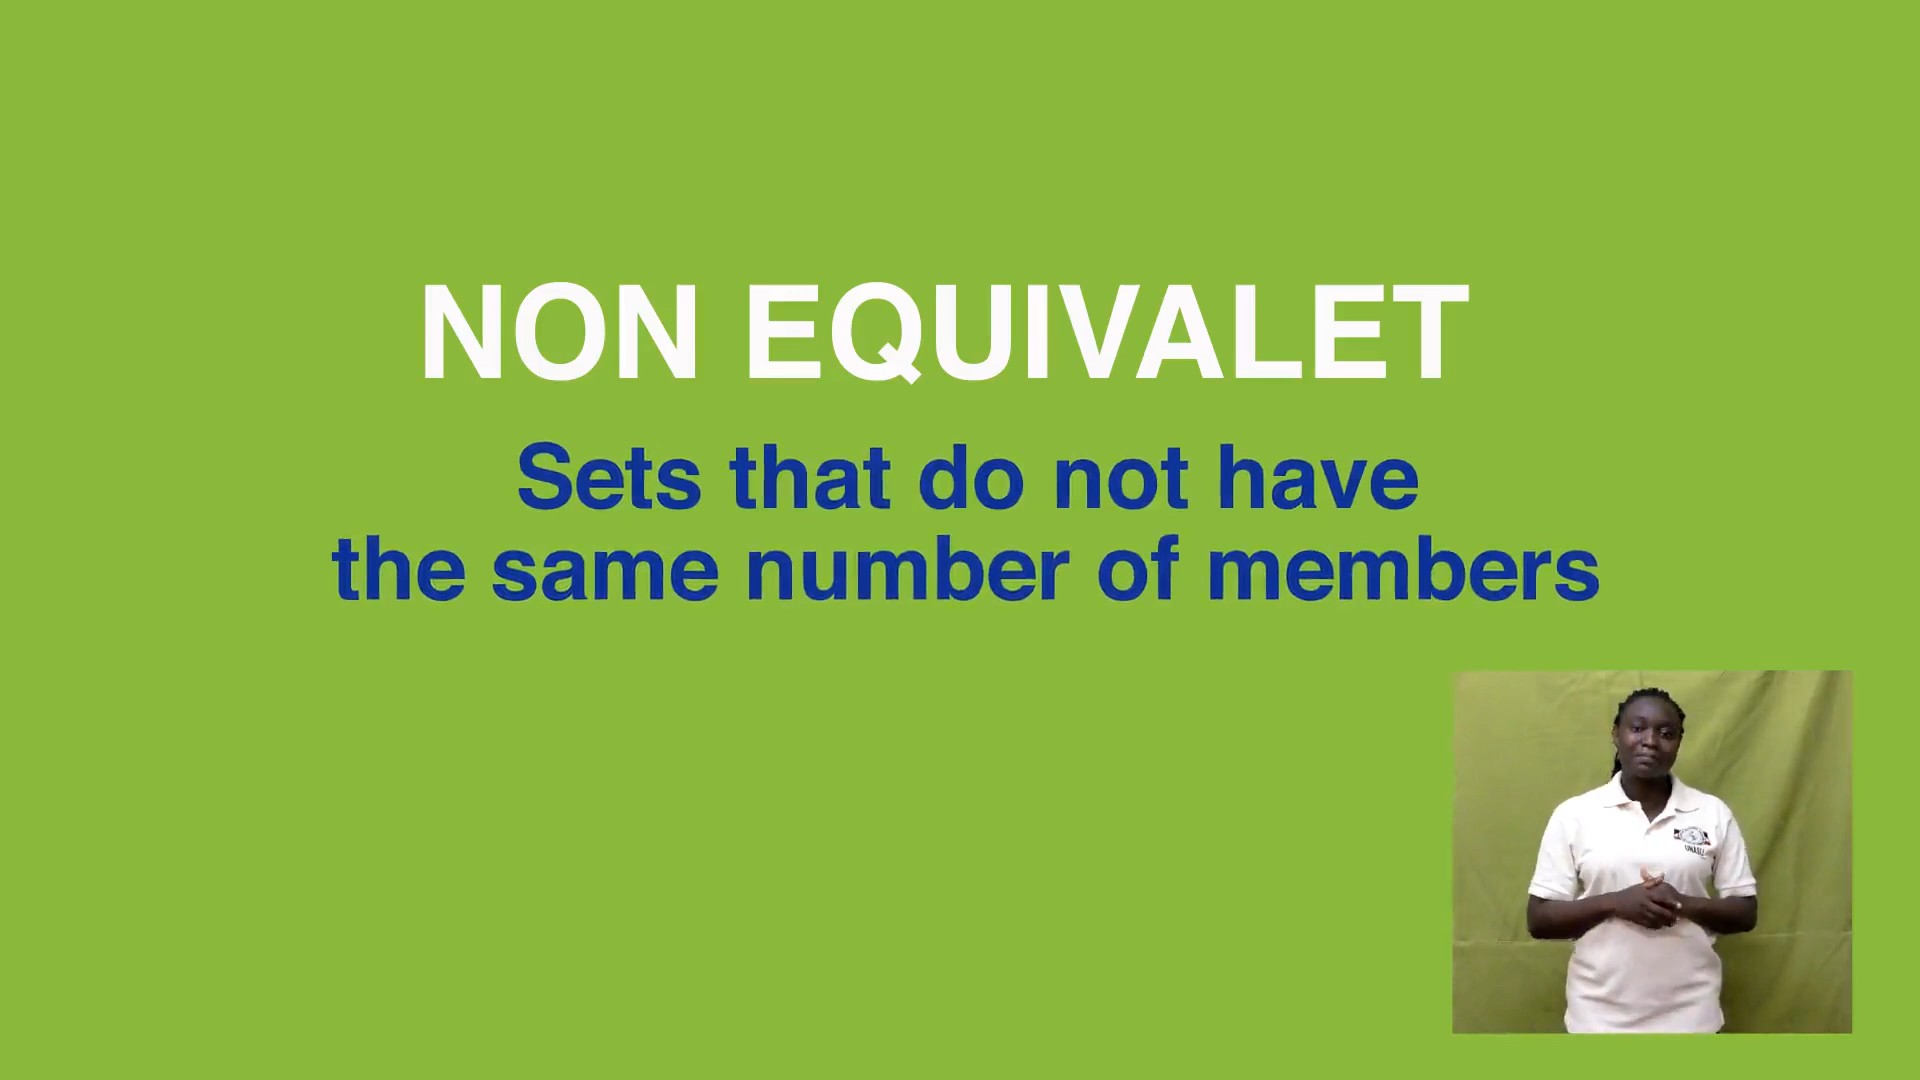 NON EQUIVALET
Sets that do not have
the same number of members